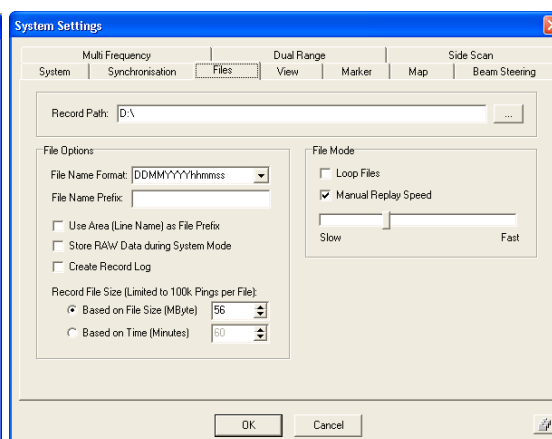 System Settings
Multi Frequency Dual Range Side Scan
System Synchronisation Files View Marker Map Beam Steering
Record Path: D:\ ...
File Options
File Name Format: DDMMYYYYhhmmss
File Name Prefix:
Use Area (Line Name) as File Prefix
Store RAW Data during System Mode
Create Record Log
Record File Size (Limited to 100k Pings per File):
Based on File Size (MByte) 56
Based on Time (Minutes) 60
File Mode
Loop Files
Manual Replay Speed
Slow Fast
OK Cancel